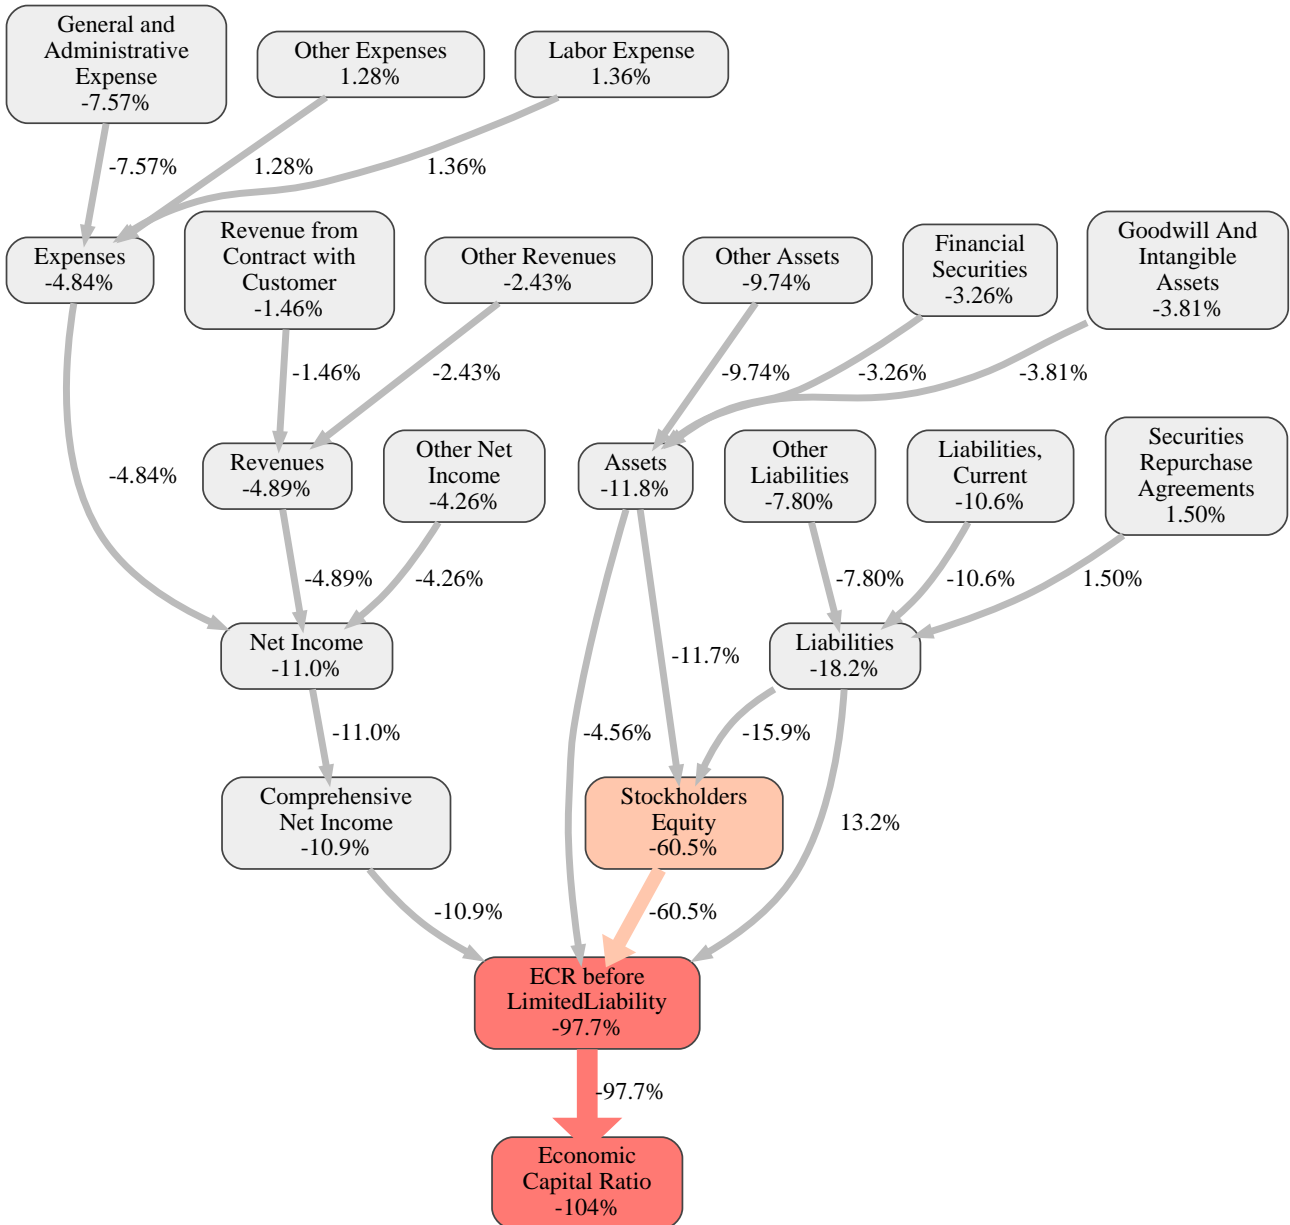 General and
Administrative
Expense
-7.57%
Other Expenses
1.28%
Labor Expense
1.36%
-7.57%
1.28%
1.36%
Expenses
-4.84%
Revenue from
Contract with
Customer
-1.46%
Other Revenues
-2.43%
Other Assets
-9.74%
Financial
Securities
-3.26%
Goodwill And
Intangible
Assets
-3.81%
-1.46%
-2.43%
-9.74%
-3.26%
-3.81%
-4.84%
Revenues
-4.89%
Other Net
Income
-4.26%
Assets
-11.8%
Other
Liabilities
-7.80%
Liabilities,
Current
-10.6%
Securities
Repurchase
Agreements
1.50%
-4.89%
-4.26%
-7.80%
-10.6%
1.50%
Net Income
-11.0%
-11.7%
Liabilities
-18.2%
-11.0%
-4.56%
-15.9%
Comprehensive
Net Income
-10.9%
Stockholders
Equity
-60.5%
13.2%
-10.9%
-60.5%
ECR before
LimitedLiability
-97.7%
-97.7%
Economic
Capital Ratio
-104%